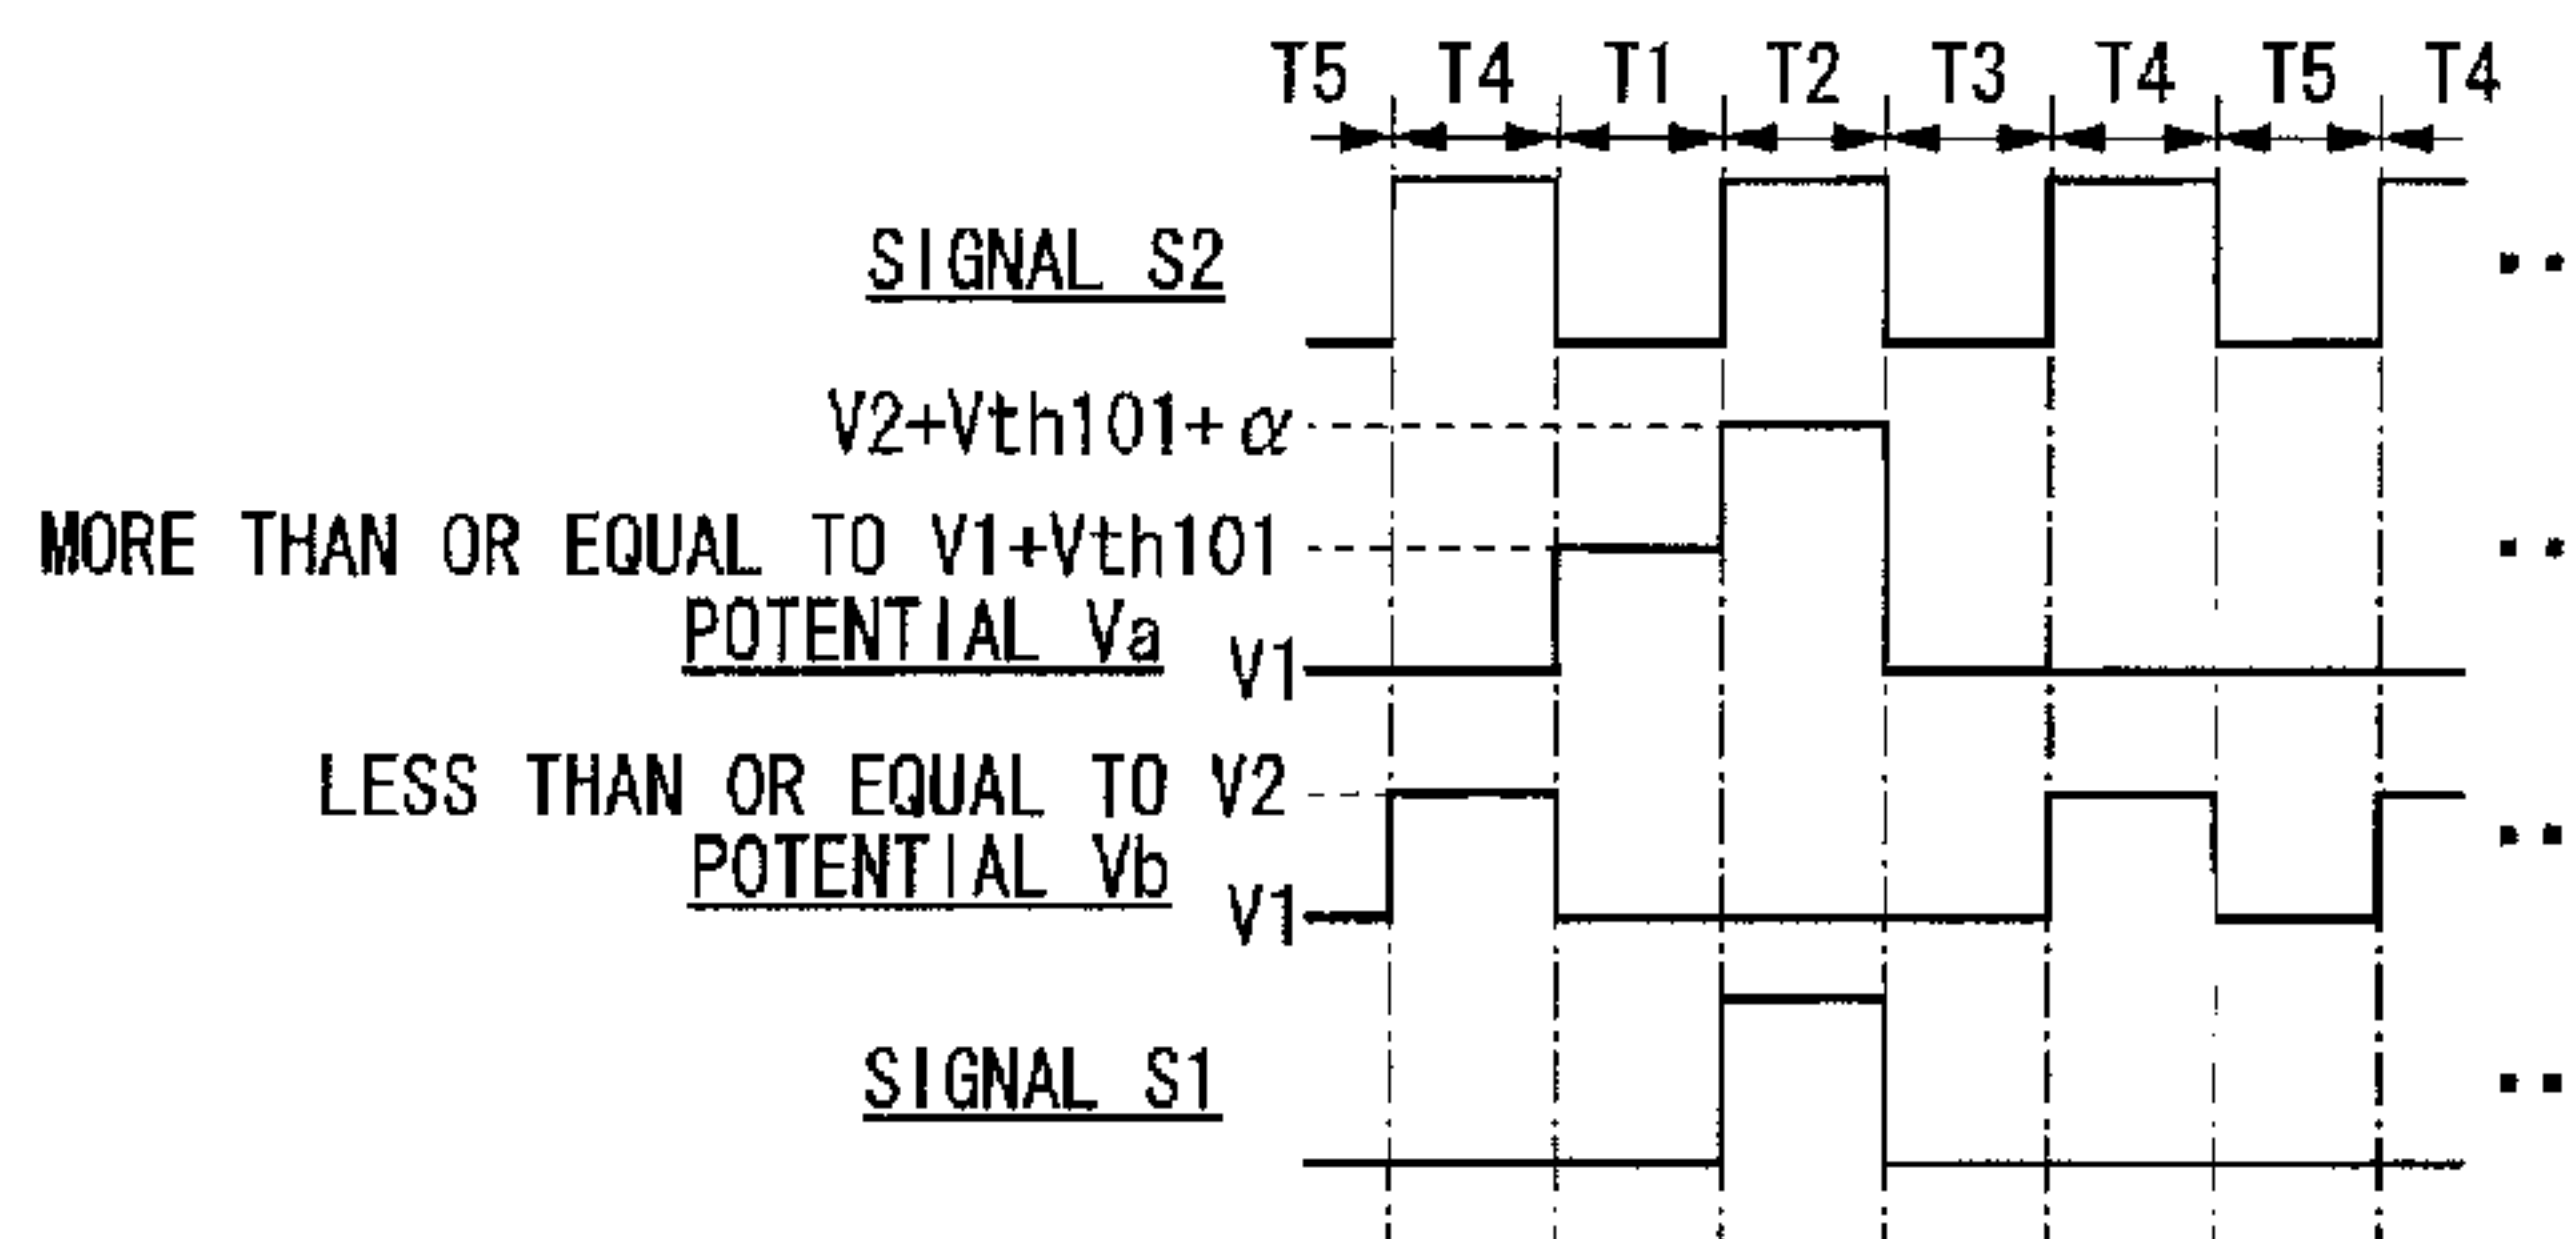 T5 T4 T1 T2 T3 T4 T5 T4
SIGNAL S2
V2+Vth101+α
MORE THAN OR EQUAL TO V1+Vth101
POTENTIAL Va V1
LESS THAN OR EQUAL TO V2
POTENTIAL Vb V1
SIGNAL S1